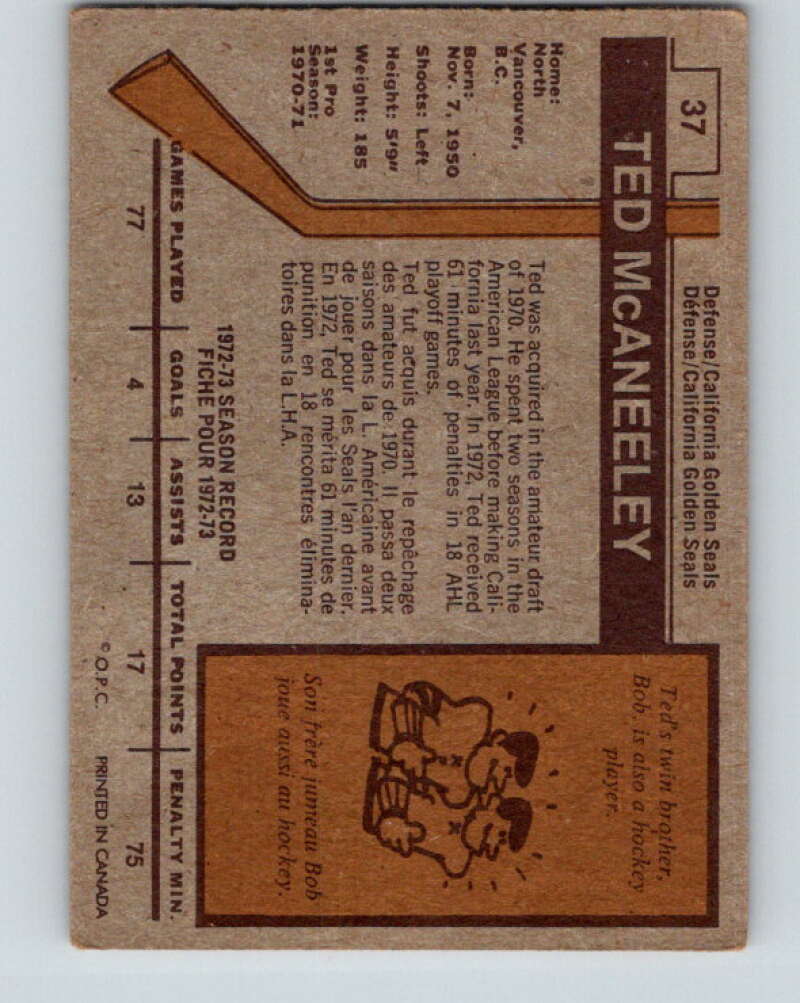 37
Defense/California Golden Seals
Défense/California Golden Seals
TED McANEELEY
Home:
North
Vancouver,
B.C.
Born:
Nov. 7, 1950
Shoots: Left
Height: 5'9"
Weight: 185
1st Pro
Season:
1970-71
Ted was acquired in the amateur draft
of 1970. He spent two seasons in the
American League before making Cali-
fornia last year. In 1972, Ted received
61 minutes of penalties in 18 AHL
playoff games.
Ted fut acquis durant le repêchage
des amateurs de 1970. Il passa deux
saisons dans la L. Américaine avant
de jouer pour les Seals l'an dernier.
En 1972, Ted se mérita 61 minutes de
punition en 18 rencontres élimina-
toires dans la L.H.A.
Ted's twin brother,
Bob, is also a hockey
player.
Son frère jumeau Bob
joue aussi au hockey.
1972-73 SEASON RECORD
FICHE POUR 1972-73
GAMES PLAYED GOALS ASSISTS TOTAL POINTS PENALTY MIN.
77 4 13 17 75
© O.P.C. PRINTED IN CANADA